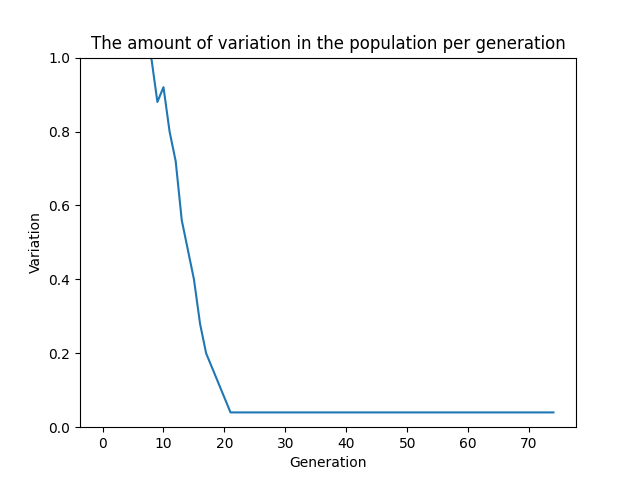 The amount of variation in the population per generation
1.0
0.8
0.6
0.4
0.2
0.0
Variation
0 10 20 30 40 50 60 70
Generation